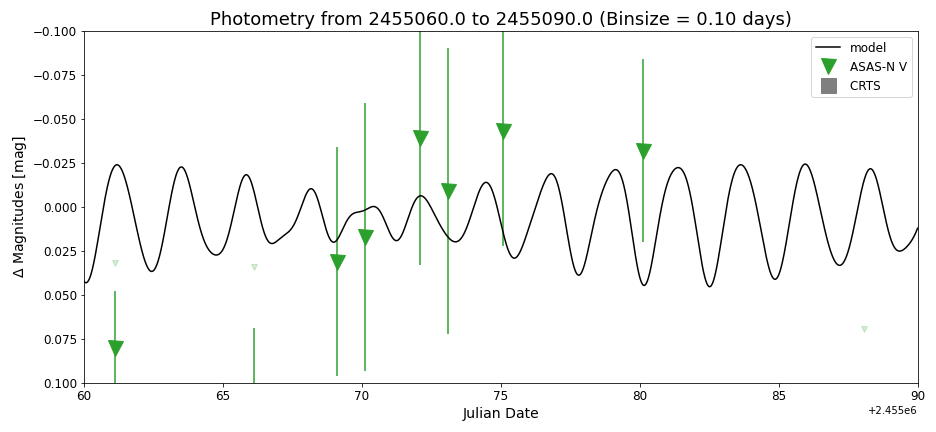 Photometry from 2455060.0 to 2455090.0 (Binsize = 0.10 days)
−0.100
−0.075
−0.050
−0.025
0.000
0.025
0.050
0.075
0.100
Δ Magnitudes [mag]
model
ASAS-N V
CRTS
60
65
70
75
80
85
90
+2.455e6
Julian Date